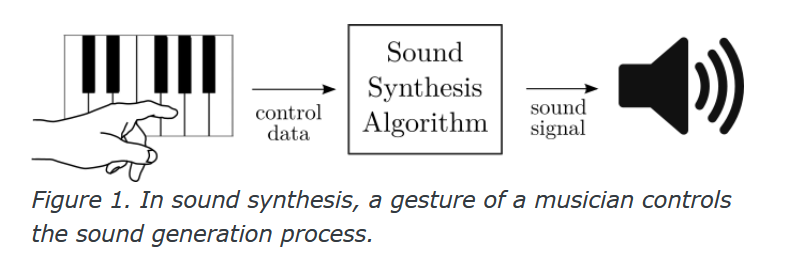 Sound
Synthesis
Algorithm
control
data
sound
signal
Figure 1. In sound synthesis, a gesture of a musician controls
the sound generation process.